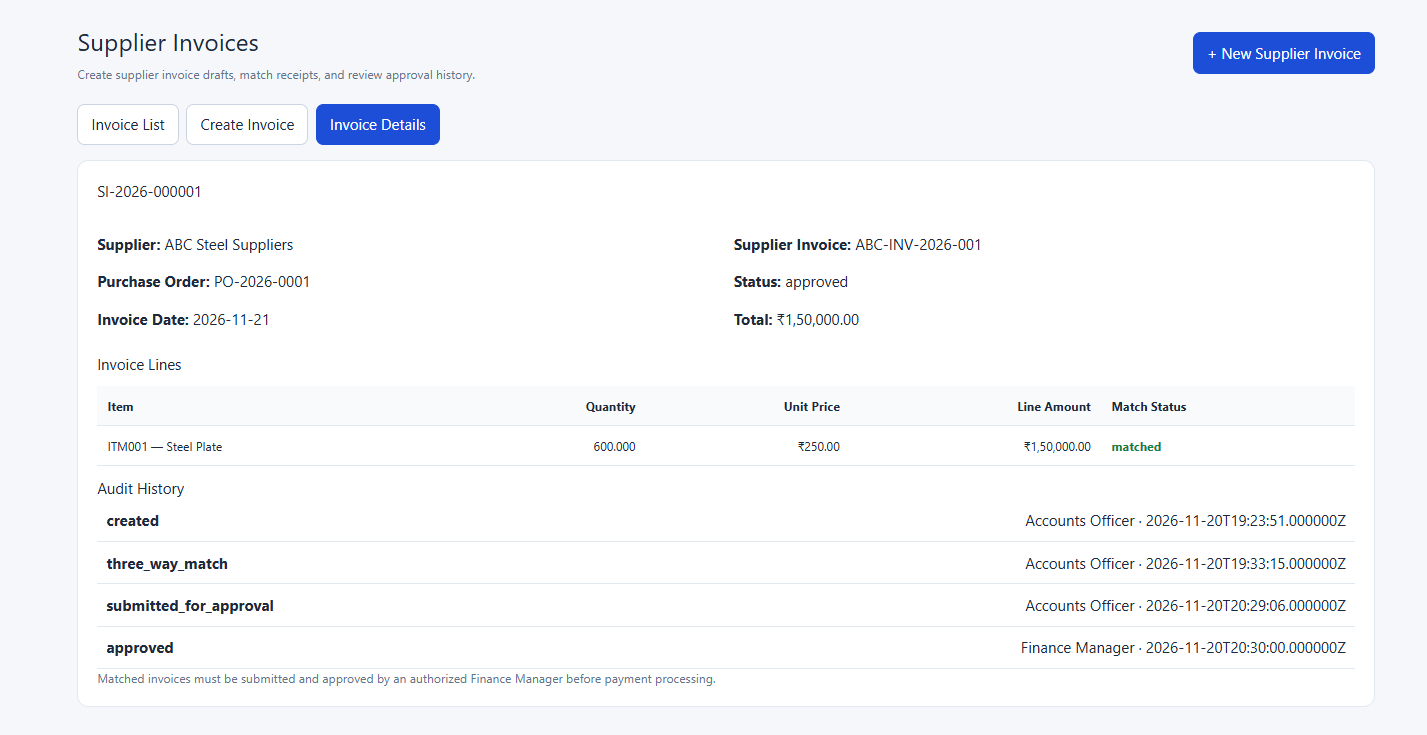 Supplier Invoices
+ New Supplier Invoice
Create supplier invoice drafts, match receipts, and review approval history.
Invoice List Create Invoice Invoice Details
SI-2026-000001
Supplier: ABC Steel Suppliers Supplier Invoice: ABC-INV-2026-001
Purchase Order: PO-2026-0001 Status: approved
Invoice Date: 2026-11-21 Total: ₹1,50,000.00
Invoice Lines
Item Quantity Unit Price Line Amount Match Status
ITM001 — Steel Plate 600.000 ₹250.00 ₹1,50,000.00 matched
Audit History
created Accounts Officer · 2026-11-20T19:23:51.000000Z
three_way_match Accounts Officer · 2026-11-20T19:33:15.000000Z
submitted_for_approval Accounts Officer · 2026-11-20T20:29:06.000000Z
approved Finance Manager · 2026-11-20T20:30:00.000000Z
Matched invoices must be submitted and approved by an authorized Finance Manager before payment processing.